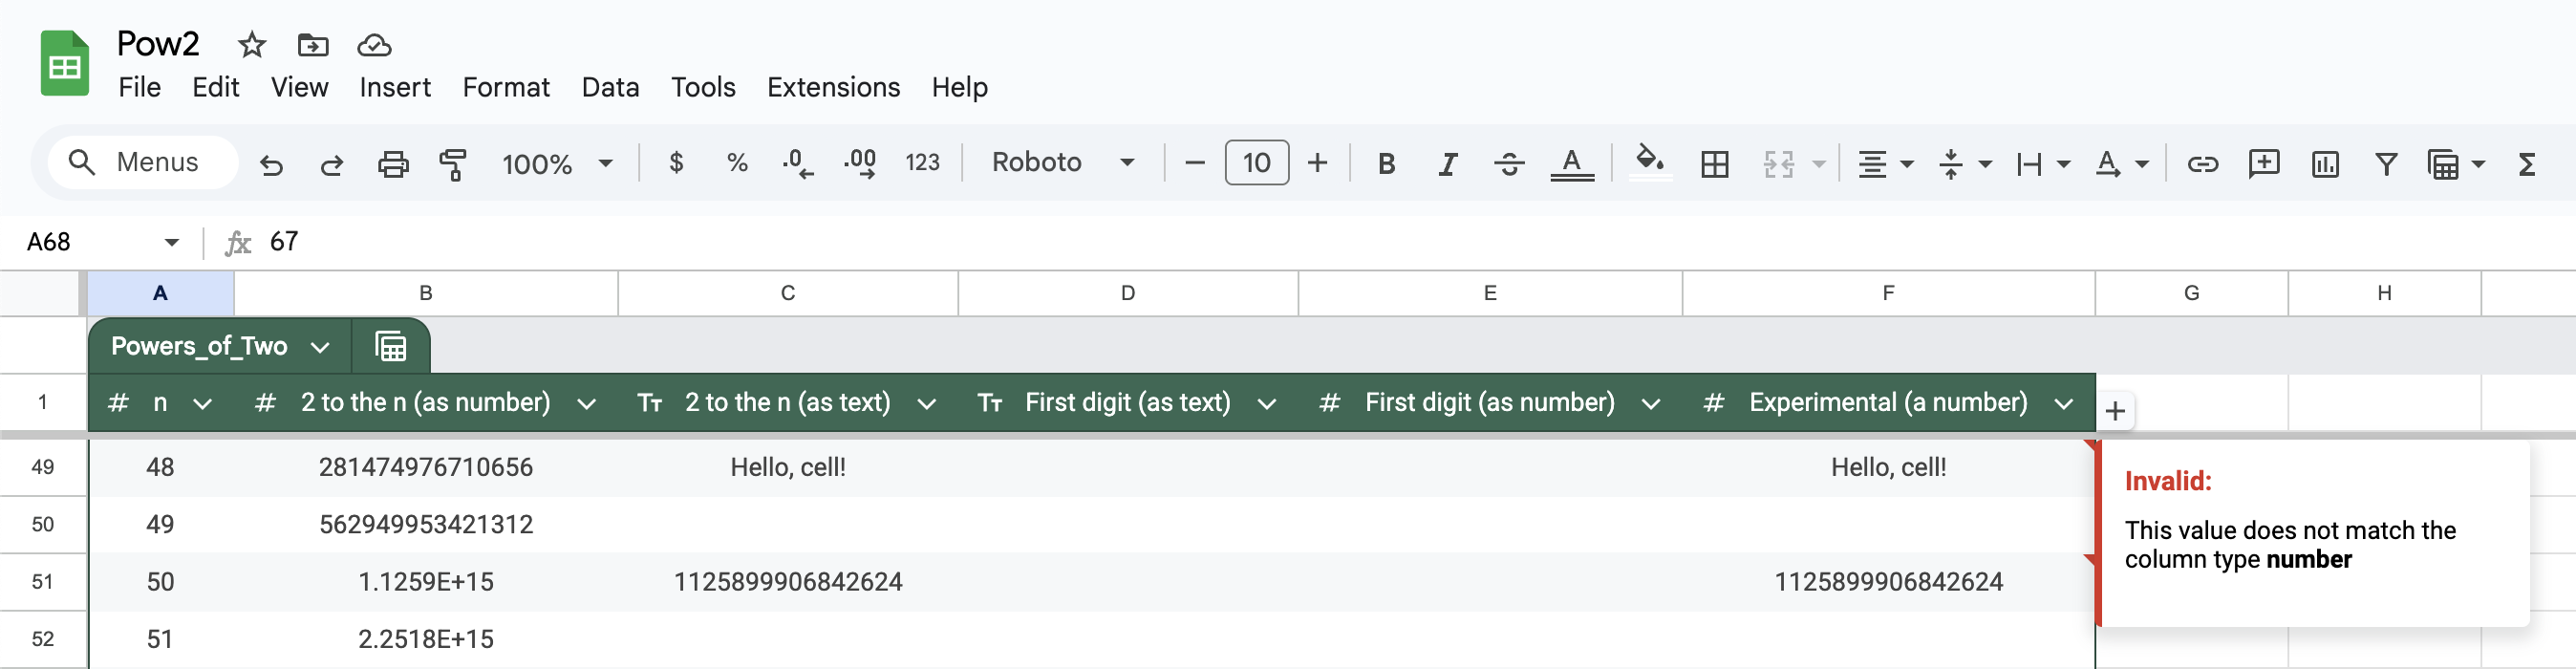 Pow2
File Edit View Insert Format Data Tools Extensions Help
Menus 100% $ % .0 .00 123 Roboto 10 B I S A A Σ
A68 fx 67
A B C D E F G H
Powers_of_Two
1 # n # 2 to the n (as number) Tт 2 to the n (as text) Tт First digit (as text) # First digit (as number) # Experimental (a number) +
49 48 281474976710656 Hello, cell! Hello, cell!
Invalid:
50 49 562949953421312
This value does not match the
column type number
51 50 1.1259E+15 1125899906842624 1125899906842624
52 51 2.2518E+15